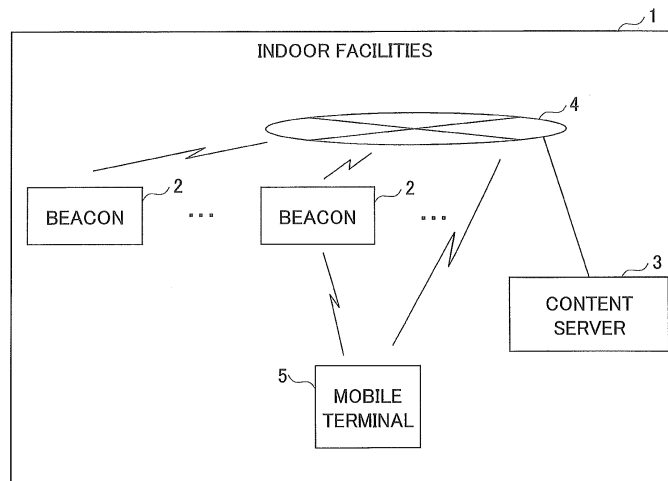 1
INDOOR FACILITIES
4
BEACON
2
...
BEACON
2
...
3
CONTENT
SERVER
5
MOBILE
TERMINAL